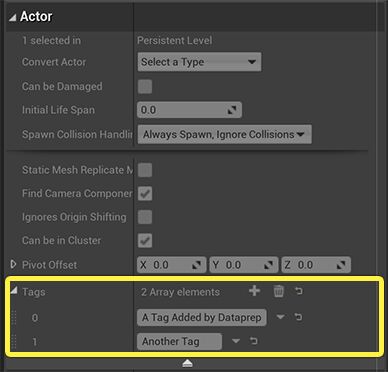 Actor
1 selected in Persistent Level
Convert Actor Select a Type
Can be Damaged
Initial Life Span 0.0
Spawn Collision Handlin Always Spawn, Ignore Collisions
Static Mesh Replicate M
Find Camera Componen
Ignores Origin Shifting
Can be in Cluster
Pivot Offset X 0.0 Y 0.0 Z 0.0
Tags 2 Array elements
0 A Tag Added by Dataprep
1 Another Tag